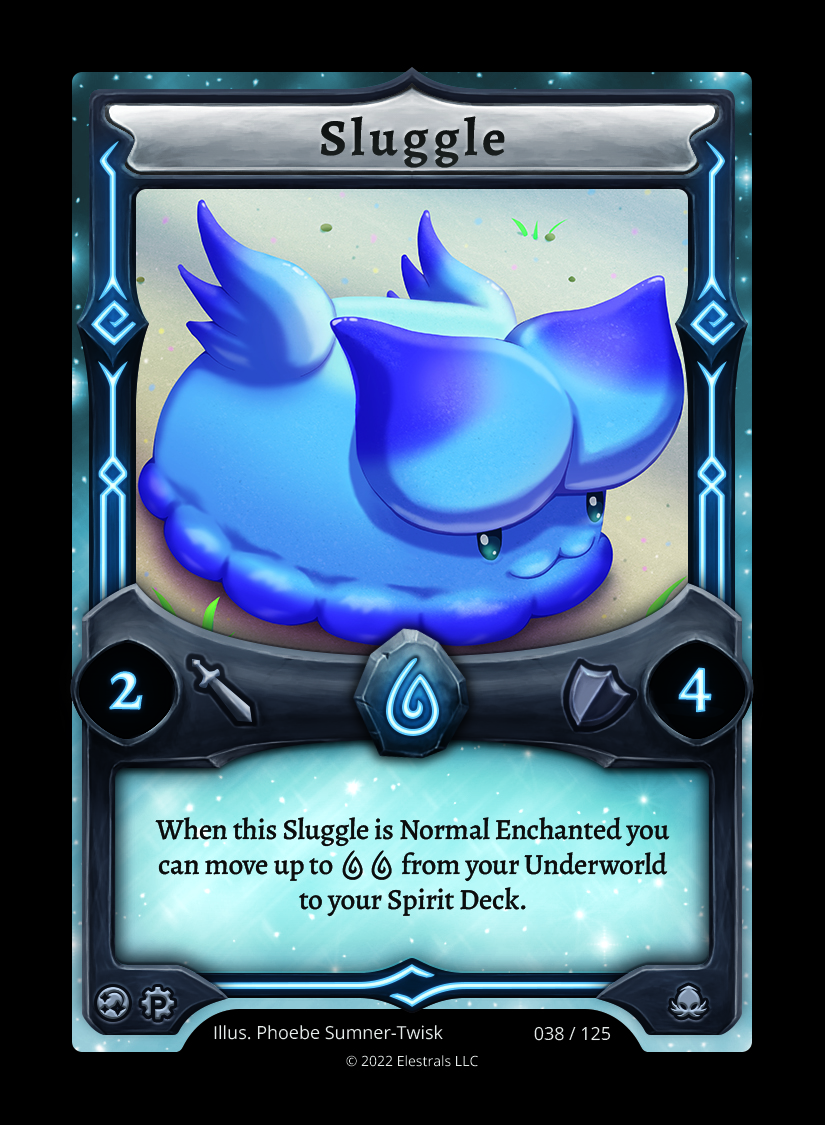 Sluggle
2 4
When this Sluggle is Normal Enchanted you
can move up to from your Underworld
to your Spirit Deck.
P
Illus. Phoebe Sumner-Twisk 038 / 125
© 2022 Elestrals LLC